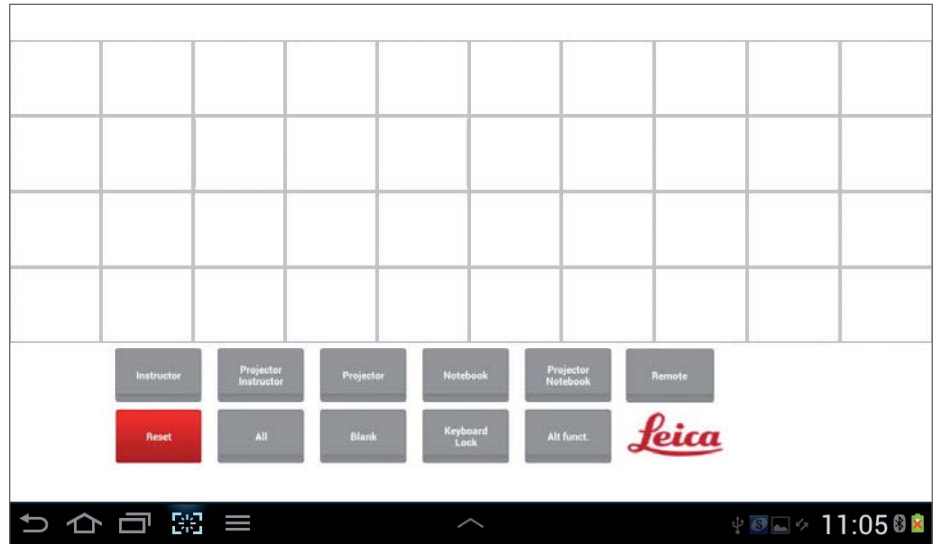 Instructor
Projector
Instructor
Projector
Notebook
Projector
Notebook
Remote
Reset
All
Blank
Keyboard
Lock
Alt funct.
Leica
11:05